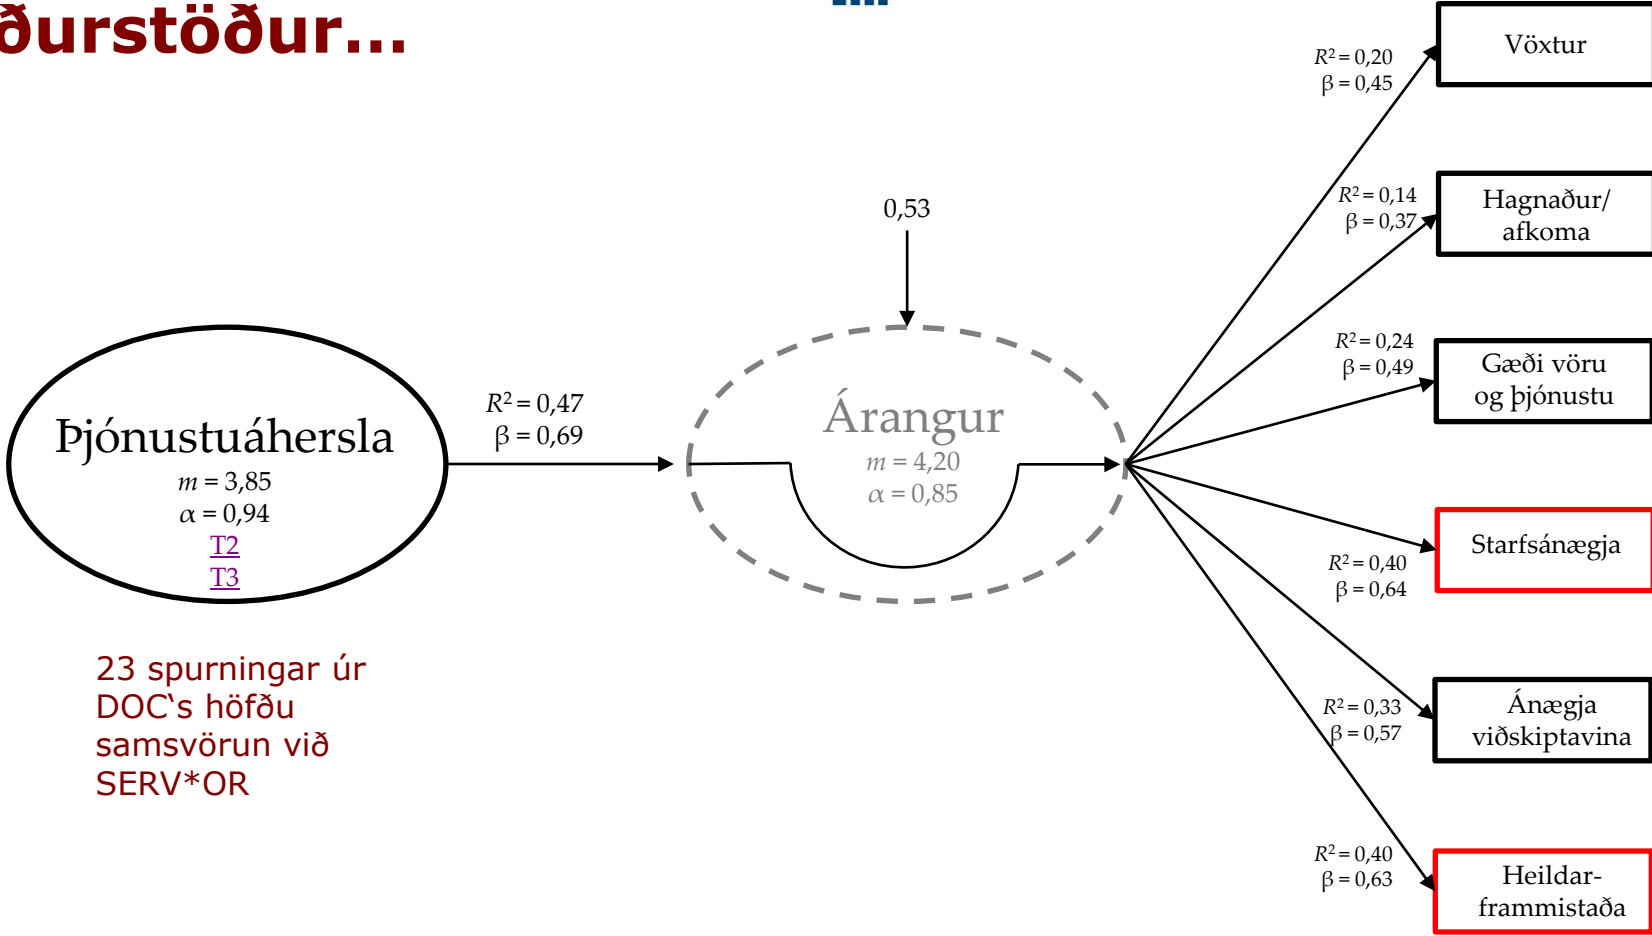 ðurstöður...
R² = 0,20
β = 0,45
Vöxtur
R² = 0,14
β = 0,37
Hagnaður/
afkoma
0,53
R² = 0,24
β = 0,49
Gæði vöru
og þjónustu
Þjónustuáhersla
m = 3,85
α = 0,94
T2
T3
R² = 0,47
β = 0,69
Árangur
m = 4,20
α = 0,85
Starfsánægja
R² = 0,40
β = 0,64
23 spurningar úr
DOC‘s höfðu
samsvörun við
SERV*OR
R² = 0,33
β = 0,57
Ánægja
viðskiptavina
R² = 0,40
β = 0,63
Heildar-
frammistaða